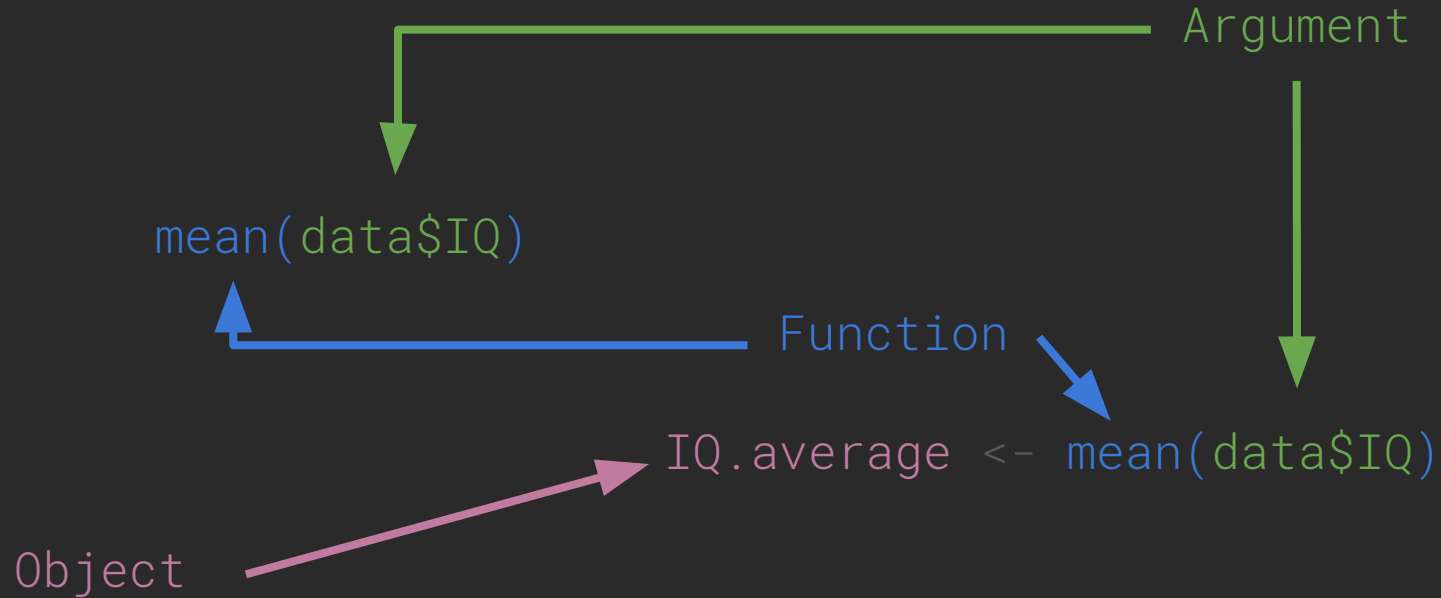 Argument
mean(data$IQ)
Function
IQ.average <- mean(data$IQ)
Object